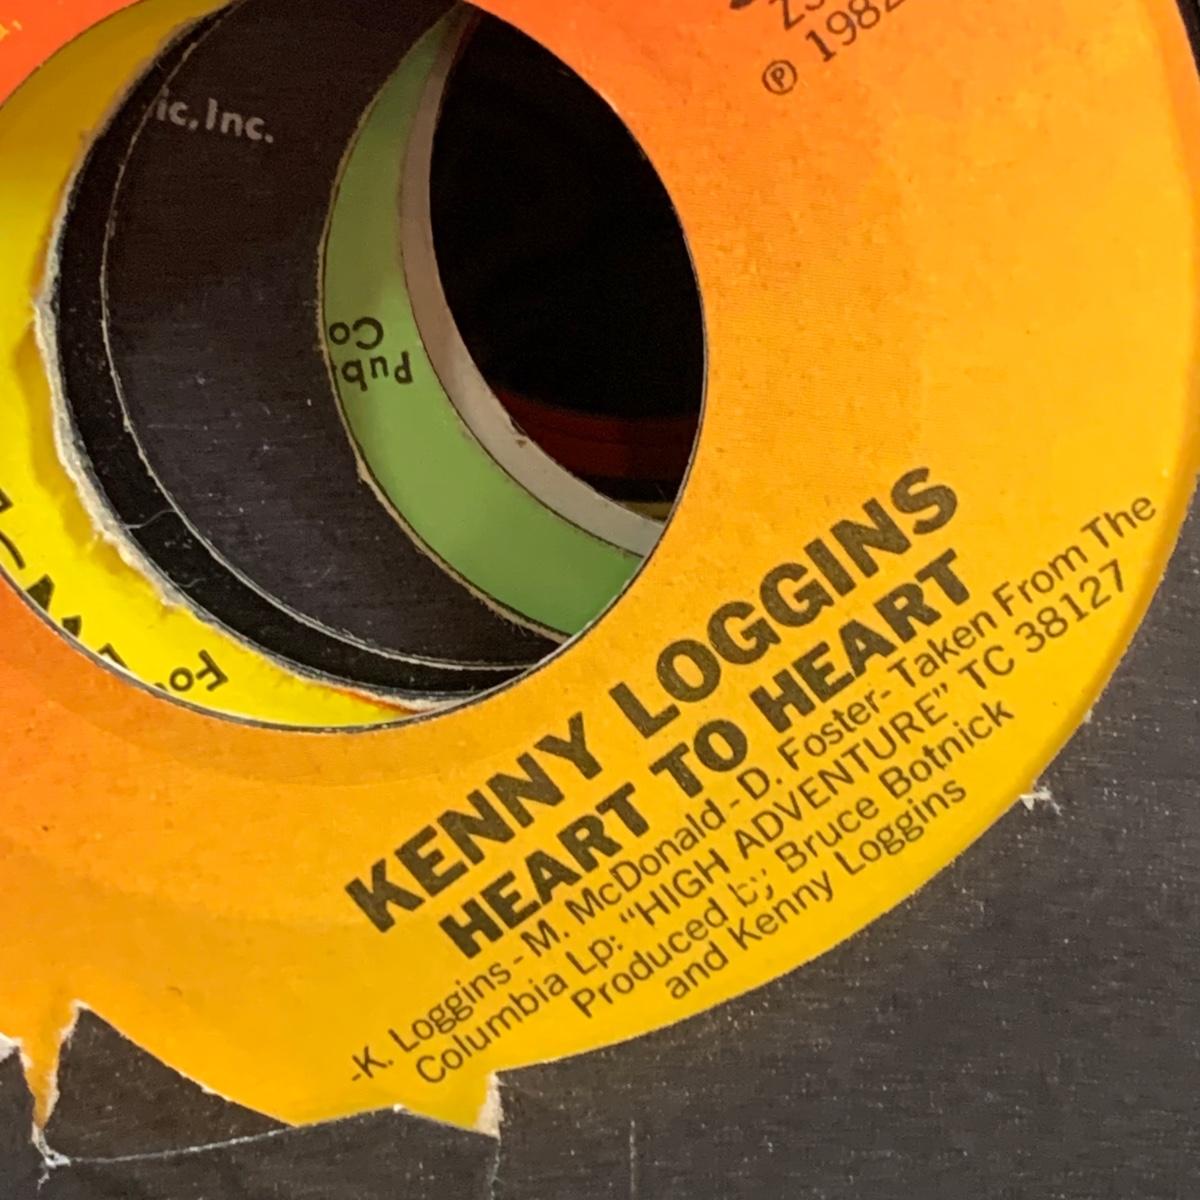 ℗ 1982
ic, Inc.
Co
Pub.
KENNY LOGGINS
HEART TO HEART
-K. Loggins - M. McDonald - D. Foster- Taken From The
Columbia Lp: “HIGH ADVENTURE” TC 38127
Produced by Bruce Botnick
and Kenny Loggins